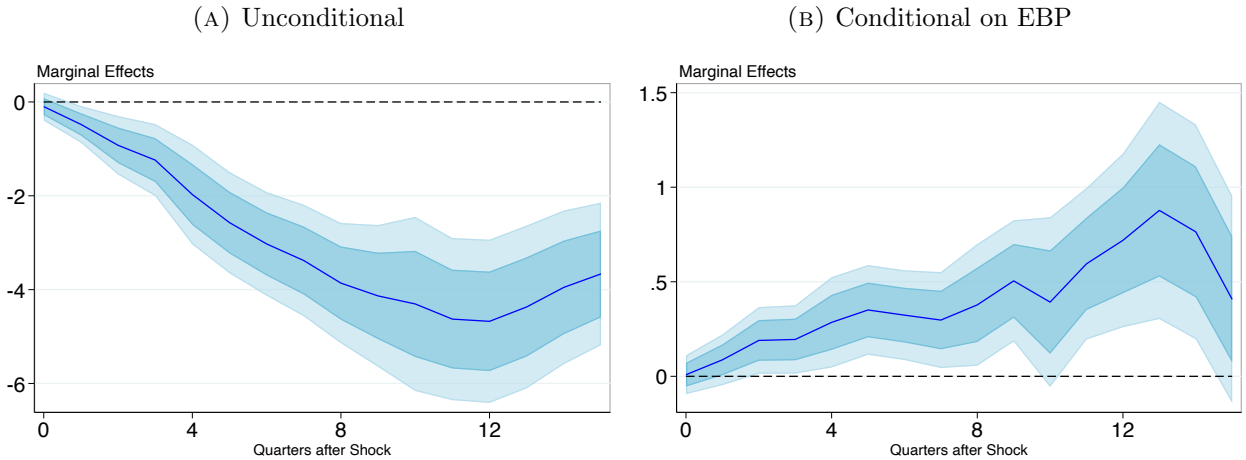 (A) Unconditional
Marginal Effects
0
-2
-4
-6
0 4 8 12
Quarters after Shock
(B) Conditional on EBP
Marginal Effects
1.5
1
.5
0
0 4 8 12
Quarters after Shock